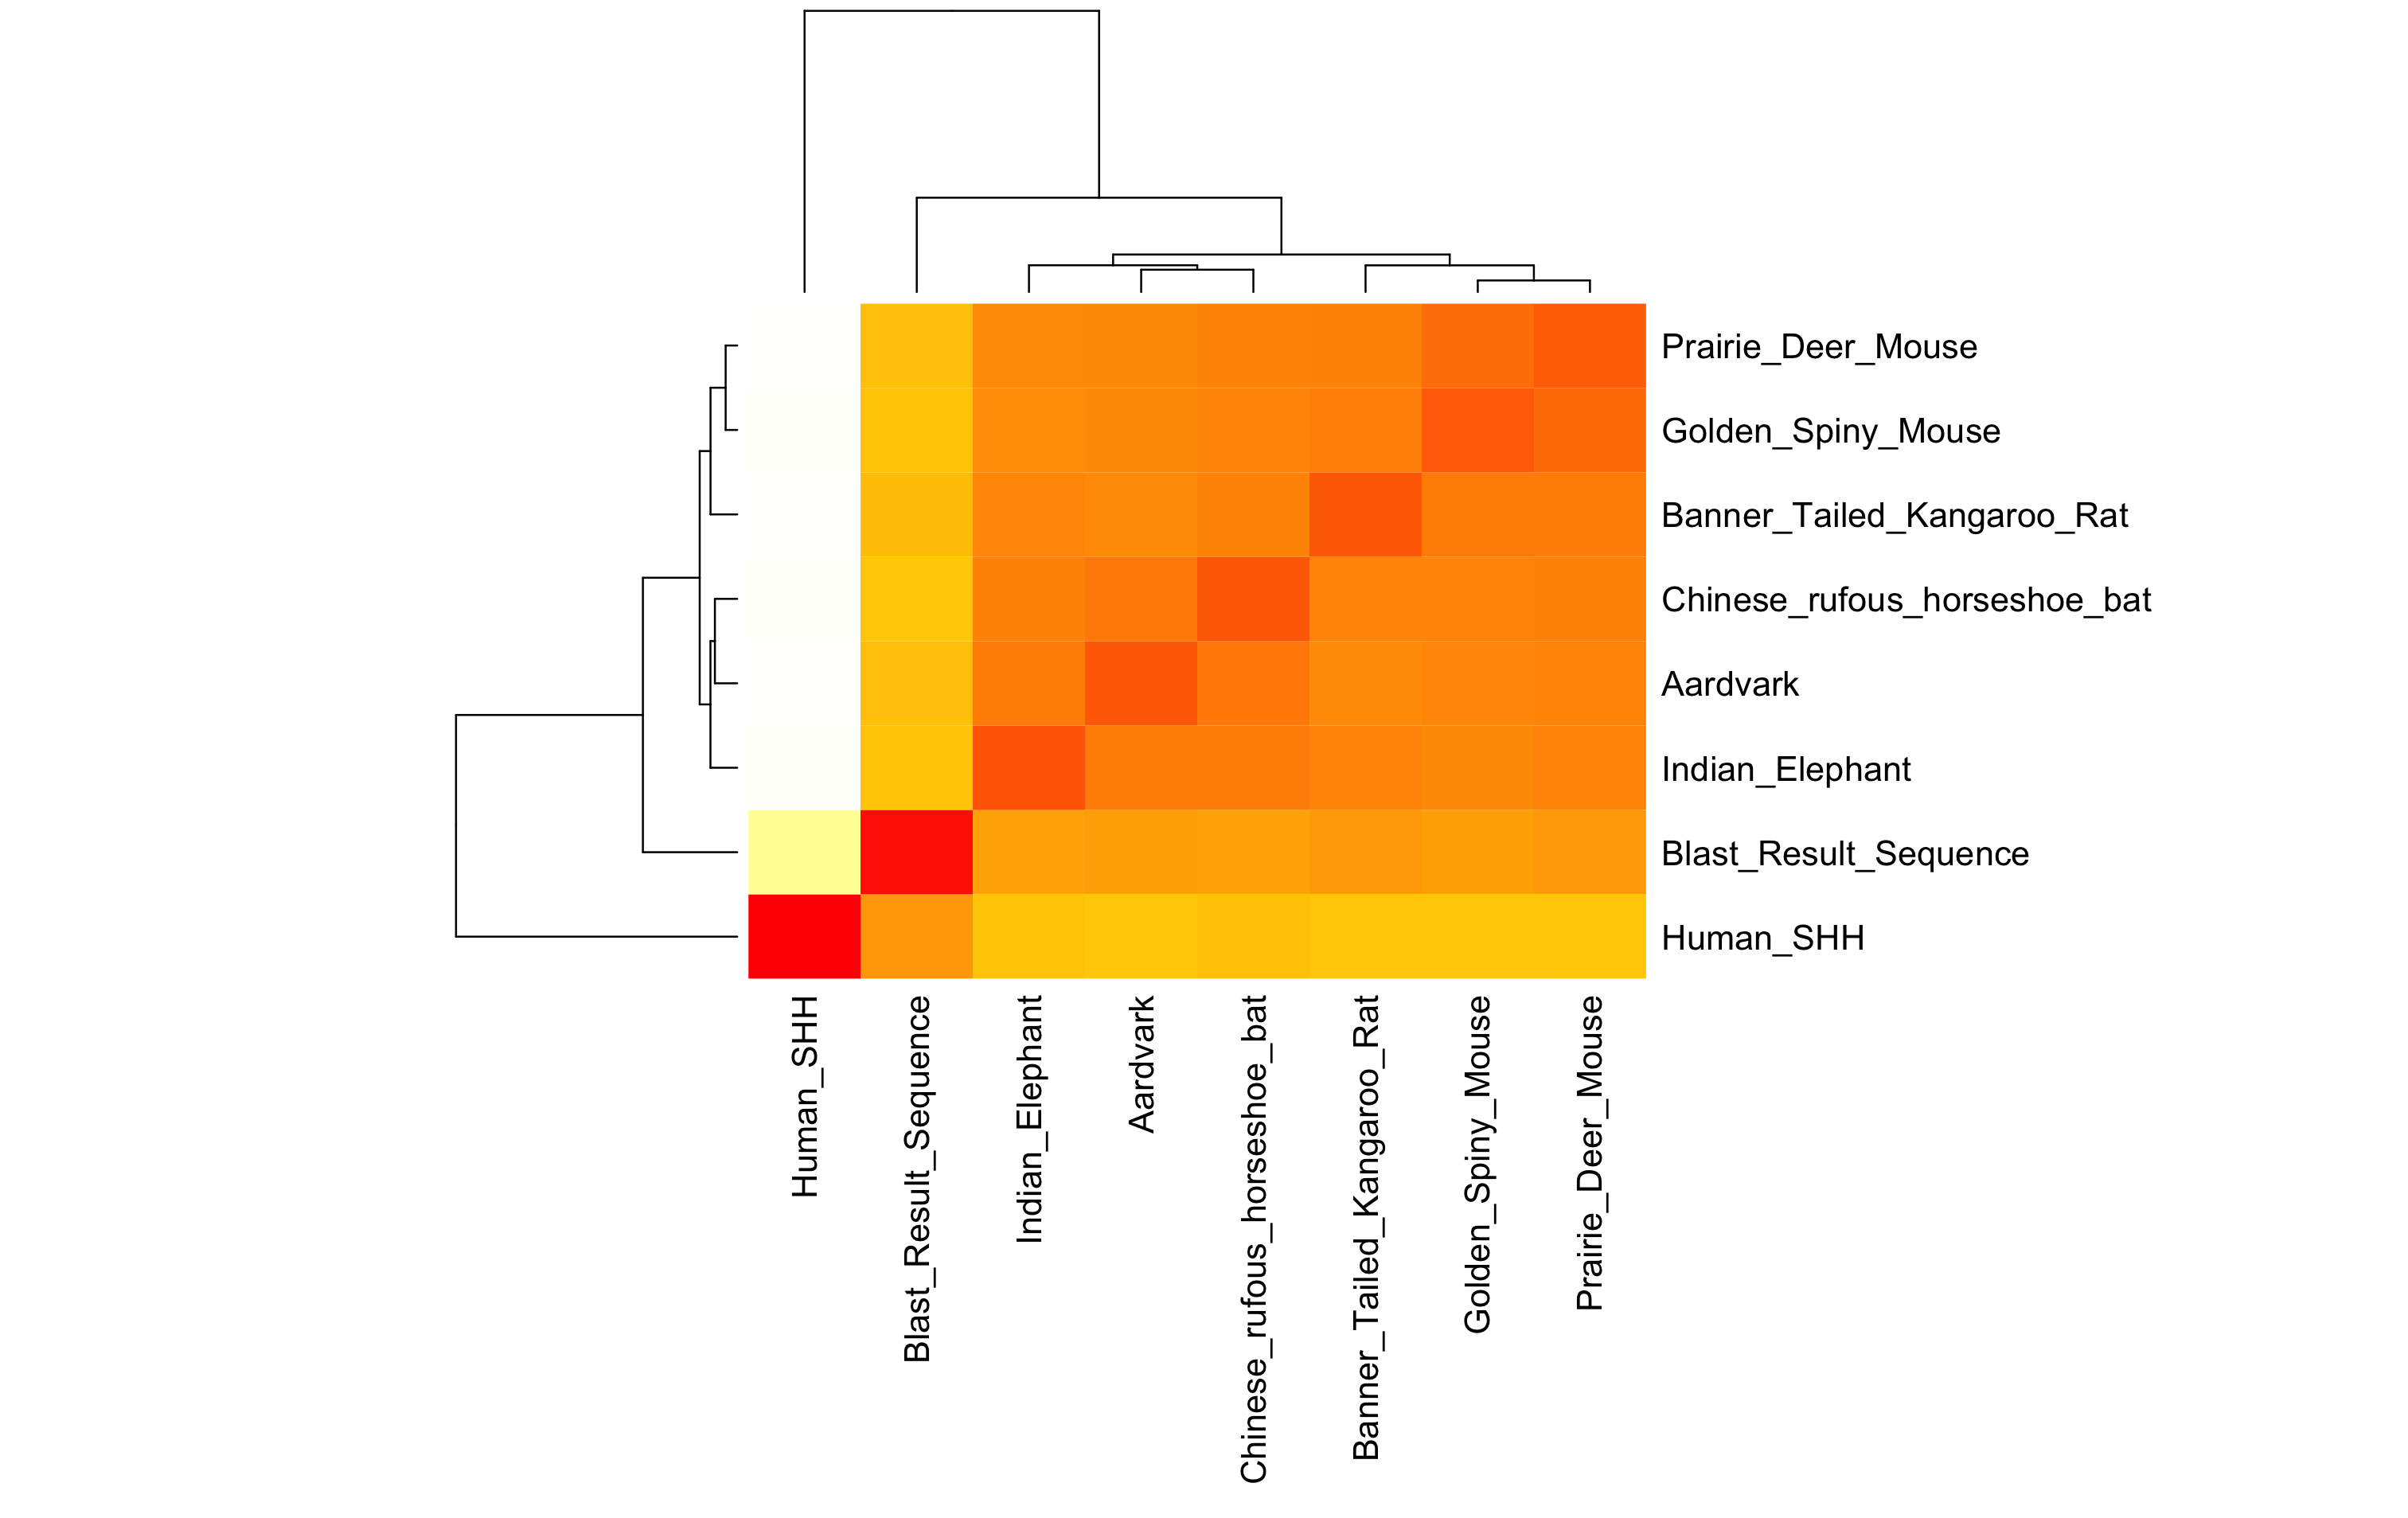 Prairie_Deer_Mouse
Golden_Spiny_Mouse
Banner_Tailed_Kangaroo_Rat
Chinese_rufous_horseshoe_bat
Aardvark
Indian_Elephant
Blast_Result_Sequence
Human_SHH
Human_SHH
Blast_Result_Sequence
Indian_Elephant
Aardvark
Chinese_rufous_horseshoe_bat
Banner_Tailed_Kangaroo_Rat
Golden_Spiny_Mouse
Prairie_Deer_Mouse